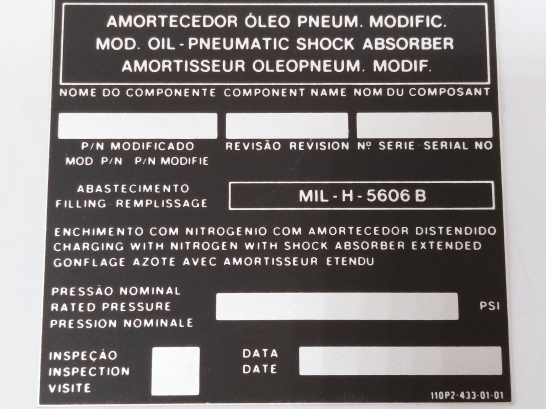 AMORTECEDOR ÓLEO PNEUM. MODIFIC.
MOD. OIL - PNEUMATIC SHOCK ABSORBER
AMORTISSEUR OLEOPNEUM. MODIF.
NOME DO COMPONENTE COMPONENT NAME NOM DU COMPOSANT
P/N MODIFICADO
MOD P/N P/N MODIFIE
REVISÃO REVISION Nº SERIE-SERIAL NO
ABASTECIMENTO
FILLING-REMPLISSAGE
MIL - H - 5606 B
ENCHIMENTO COM NITROGENIO COM AMORTECEDOR DISTENDIDO
CHARGING WITH NITROGEN WITH SHOCK ABSORBER EXTENDED
GONFLAGE AZOTE AVEC AMORTISSEUR ETENDU
PRESSÃO NOMINAL
RATED PRESSURE
PRESSION NOMINALE
PSI
INSPEÇÃO
INSPECTION
VISITE
DATA
DATE
110P2-433-01-01